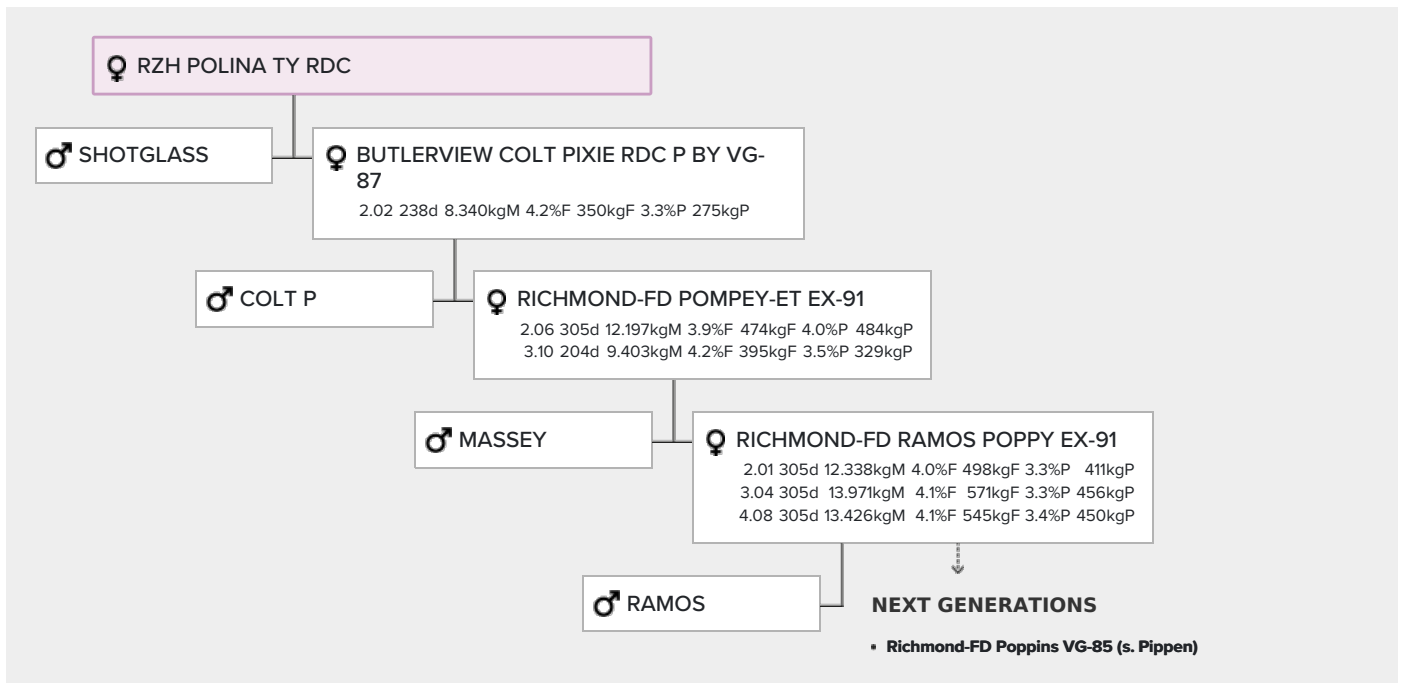 RZH POLINA TY RDC
SHOTGLASS
BUTLERVIEW COLT PIXIE RDC P BY VG-
87
2.02 238d 8.340kgM 4.2%F 350kgF 3.3%P 275kgP
COLT P
RICHMOND-FD POMPEY-ET EX-91
2.06 305d 12.197kgM 3.9%F 474kgF 4.0%P 484kgP
3.10 204d 9.403kgM 4.2%F 395kgF 3.5%P 329kgP
MASSEY
RICHMOND-FD RAMOS POPPY EX-91
2.01 305d 12.338kgM 4.0%F 498kgF 3.3%P 411kgP
3.04 305d 13.971kgM 4.1%F 571kgF 3.3%P 456kgP
4.08 305d 13.426kgM 4.1%F 545kgF 3.4%P 450kgP
RAMOS
NEXT GENERATIONS
• Richmond-FD Poppins VG-85 (s. Pippen)